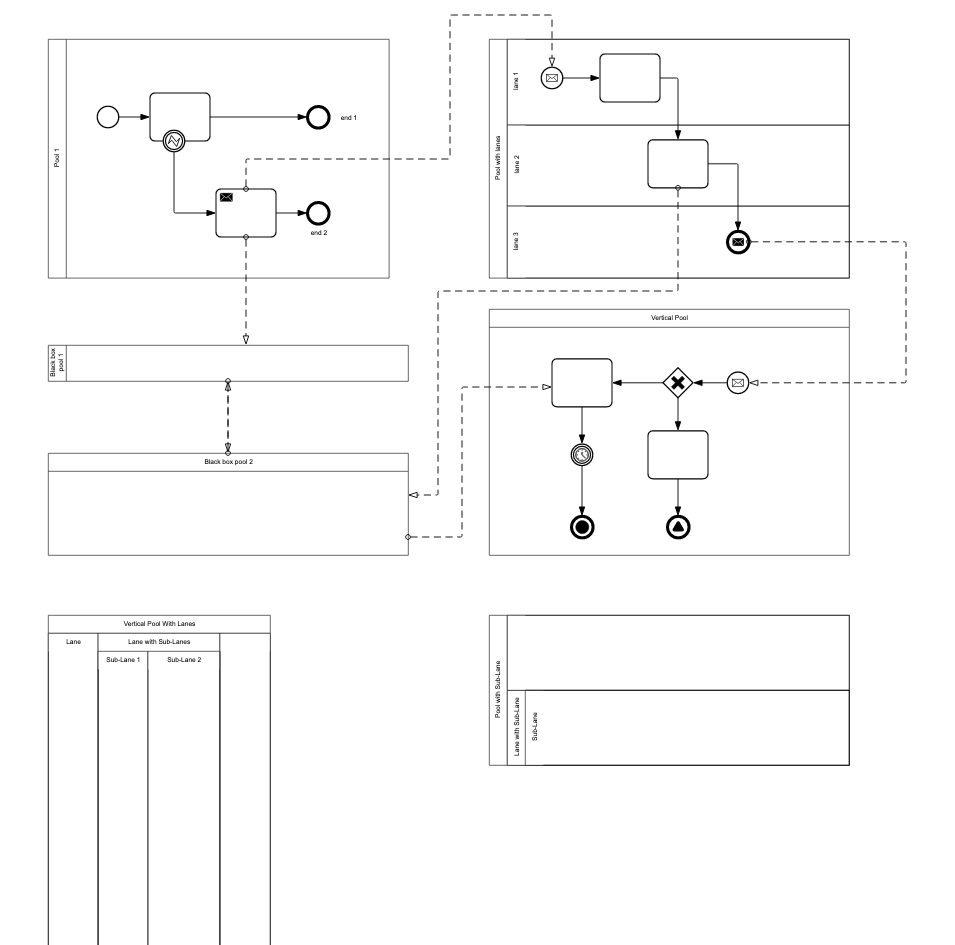 Pool 1
end 1
end 2
Pool with lanes
lane 1
lane 2
lane 3
Black box
pool 1
Black box pool 2
Vertical Pool
Vertical Pool With Lanes
Lane
Lane with Sub-Lanes
Sub-Lane 1
Sub-Lane 2
Pool with Sub-Lane
Lane with Sub-Lane
Sub-Lane